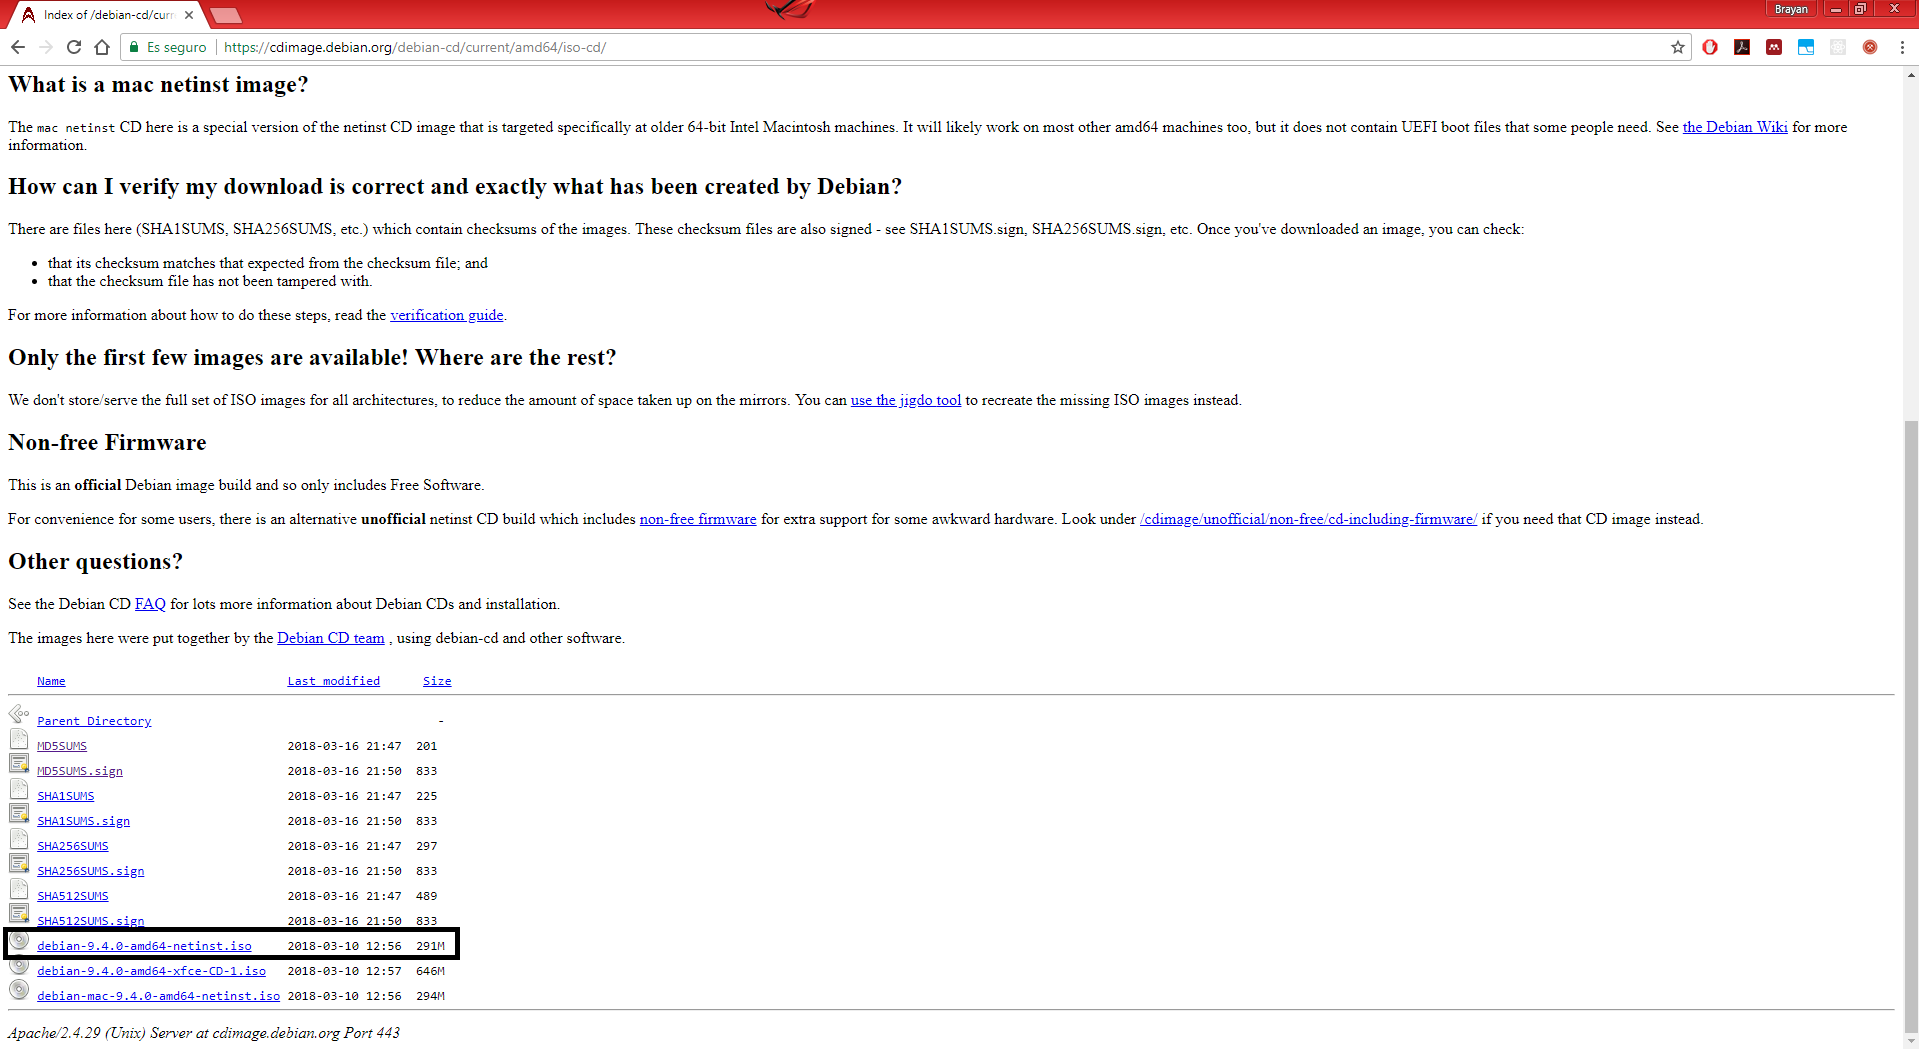 Index of /debian-cd/curr
Brayan
Es seguro
https://cdimage.debian.org/debian-cd/current/amd64/iso-cd/
What is a mac netinst image?
The mac netinst CD here is a special version of the netinst CD image that is targeted specifically at older 64-bit Intel Macintosh machines. It will likely work on most other amd64 machines too, but it does not contain UEFI boot files that some people need. See the Debian Wiki for more
information.
How can I verify my download is correct and exactly what has been created by Debian?
There are files here (SHA1SUMS, SHA256SUMS, etc.) which contain checksums of the images. These checksum files are also signed - see SHA1SUMS.sign, SHA256SUMS.sign, etc. Once you've downloaded an image, you can check:
• that its checksum matches that expected from the checksum file; and
• that the checksum file has not been tampered with.
For more information about how to do these steps, read the verification guide.
Only the first few images are available! Where are the rest?
We don't store/serve the full set of ISO images for all architectures, to reduce the amount of space taken up on the mirrors. You can use the jigdo tool to recreate the missing ISO images instead.
Non-free Firmware
This is an official Debian image build and so only includes Free Software.
For convenience for some users, there is an alternative unofficial netinst CD build which includes non-free firmware for extra support for some awkward hardware. Look under /cdimage/unofficial/non-free/cd-including-firmware/ if you need that CD image instead.
Other questions?
See the Debian CD FAQ for lots more information about Debian CDs and installation.
The images here were put together by the Debian CD team , using debian-cd and other software.
Name Last modified Size
Parent Directory -
MD5SUMS 2018-03-16 21:47 201
MD5SUMS.sign 2018-03-16 21:50 833
SHA1SUMS 2018-03-16 21:47 225
SHA1SUMS.sign 2018-03-16 21:50 833
SHA256SUMS 2018-03-16 21:47 297
SHA256SUMS.sign 2018-03-16 21:50 833
SHA512SUMS 2018-03-16 21:47 489
SHA512SUMS.sign 2018-03-16 21:50 833
debian-9.4.0-amd64-netinst.iso 2018-03-10 12:56 291M
debian-9.4.0-amd64-xfce-CD-1.iso 2018-03-10 12:57 646M
debian-mac-9.4.0-amd64-netinst.iso 2018-03-10 12:56 294M
Apache/2.4.29 (Unix) Server at cdimage.debian.org Port 443